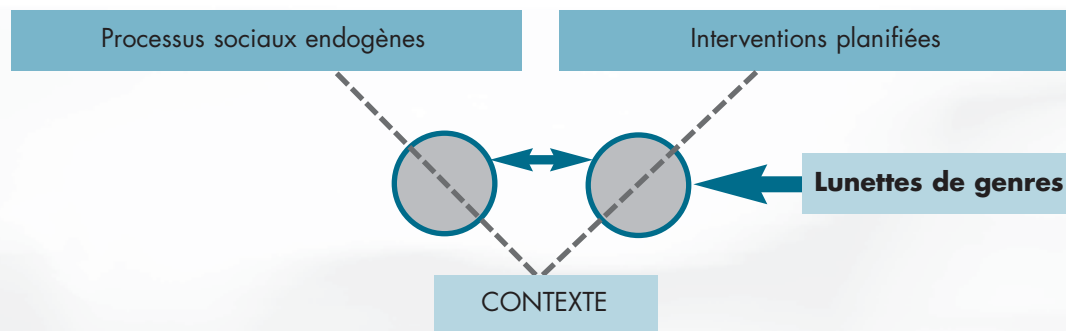 Processus sociaux endogènes
Interventions planifiées
Lunettes de genres
CONTEXTE